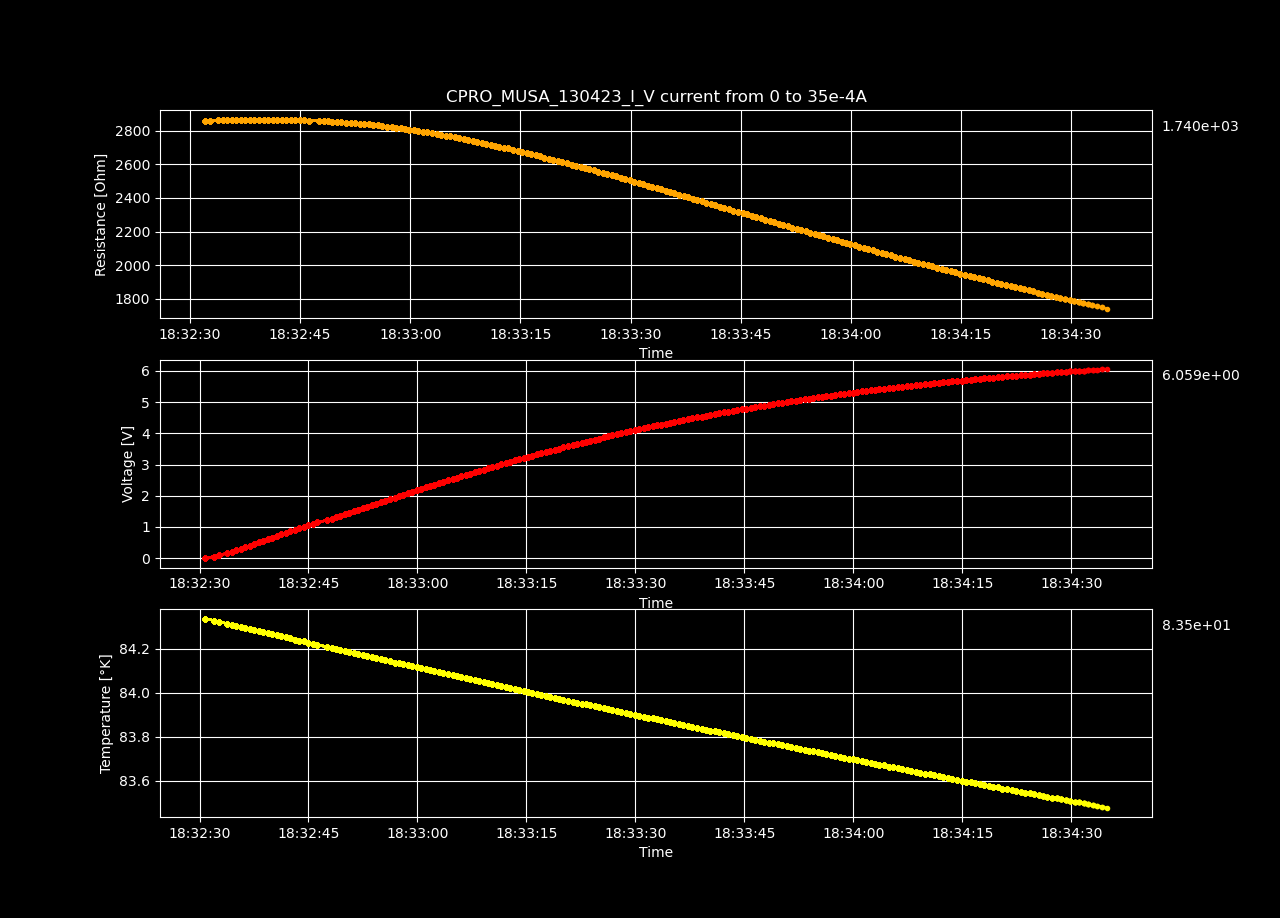 CPRO_MUSA_130423_I_V current from 0 to 35e-4A
1.740e+03
Resistance [Ohm]
2800
2600
2400
2200
2000
1800
18:32:30 18:32:45 18:33:00 18:33:15 18:33:30 18:33:45 18:34:00 18:34:15 18:34:30
Time
6.059e+00
Voltage [V]
6
5
4
3
2
1
0
18:32:30 18:32:45 18:33:00 18:33:15 18:33:30 18:33:45 18:34:00 18:34:15 18:34:30
Time
8.35e+01
Temperature [°K]
84.2
84.0
83.8
83.6
18:32:30 18:32:45 18:33:00 18:33:15 18:33:30 18:33:45 18:34:00 18:34:15 18:34:30
Time